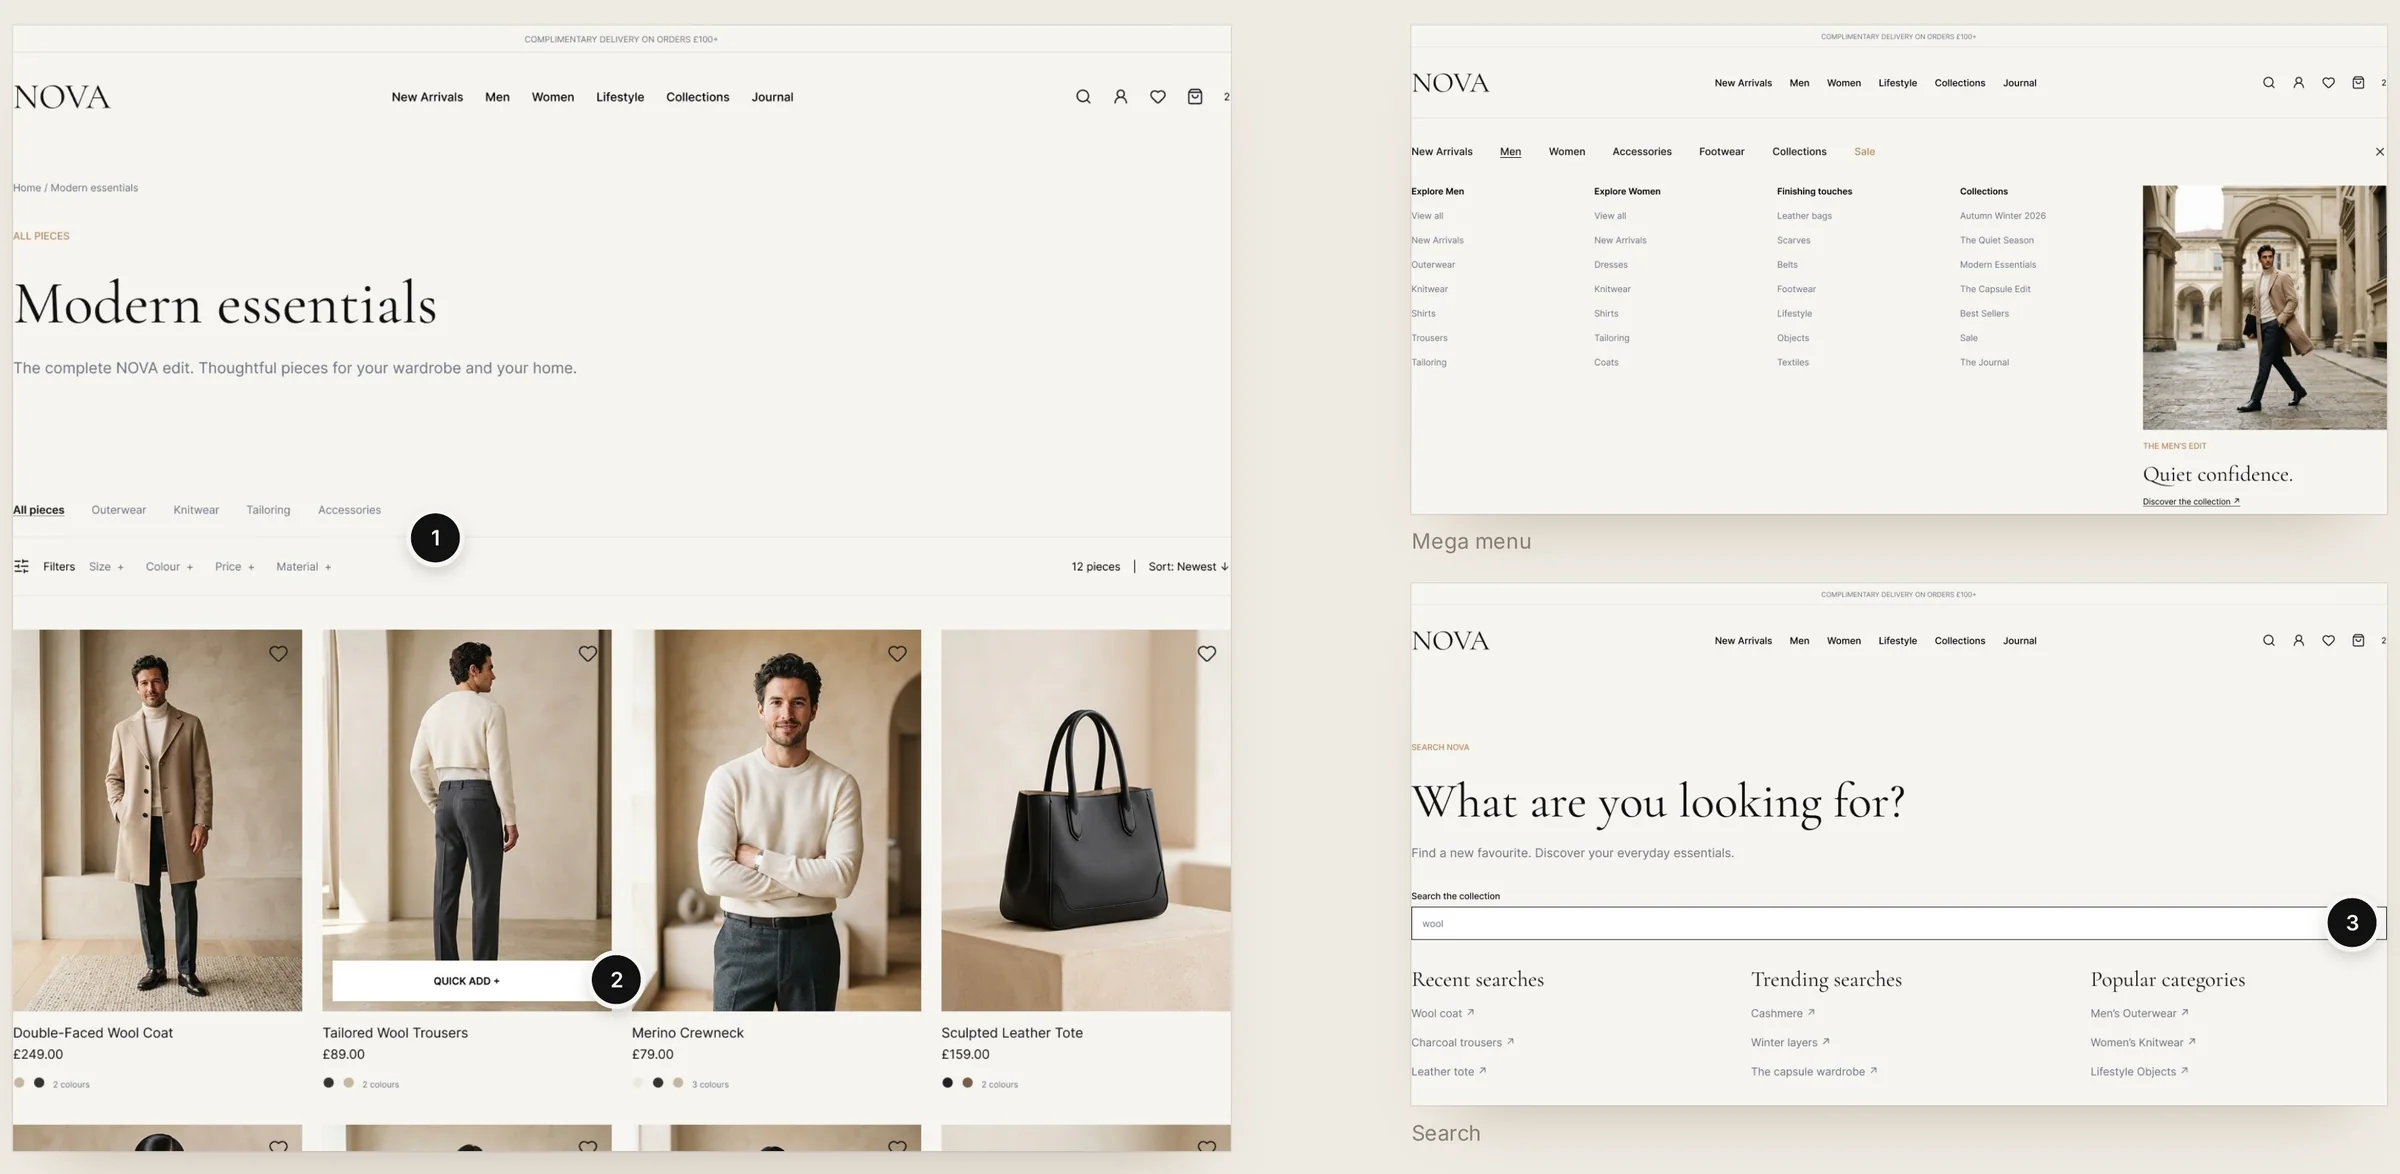 COMPLIMENTARY DELIVERY ON ORDERS £100+
NOVA
New Arrivals Men Women Lifestyle Collections Journal
2
Home / Modern essentials
ALL PIECES
Modern essentials
The complete NOVA edit. Thoughtful pieces for your wardrobe and your home.
All pieces Outerwear Knitwear Tailoring Accessories
1
Filters Size + Colour + Price + Material +
12 pieces | Sort: Newest ↓
QUICK ADD +
2
Double-Faced Wool Coat
£249.00
2 colours
Tailored Wool Trousers
£89.00
2 colours
Merino Crewneck
£79.00
3 colours
Sculpted Leather Tote
£159.00
2 colours
COMPLIMENTARY DELIVERY ON ORDERS £100+
NOVA
New Arrivals Men Women Lifestyle Collections Journal
2
New Arrivals Men Women Accessories Footwear Collections Sale
Explore Men
View all
New Arrivals
Outerwear
Knitwear
Shirts
Trousers
Tailoring
Explore Women
View all
New Arrivals
Dresses
Knitwear
Shirts
Tailoring
Coats
Finishing touches
Leather bags
Scarves
Belts
Footwear
Lifestyle
Objects
Textiles
Collections
Autumn Winter 2026
The Quiet Season
Modern Essentials
The Capsule Edit
Best Sellers
Sale
The Journal
THE MEN'S EDIT
Quiet confidence.
Discover the collection ↗
Mega menu
COMPLIMENTARY DELIVERY ON ORDERS £100+
NOVA
New Arrivals Men Women Lifestyle Collections Journal
2
SEARCH NOVA
What are you looking for?
Find a new favourite. Discover your everyday essentials.
Search the collection
wool
3
Recent searches
Wool coat ↗
Charcoal trousers ↗
Leather tote ↗
Trending searches
Cashmere ↗
Winter layers ↗
The capsule wardrobe ↗
Popular categories
Men's Outerwear ↗
Women's Knitwear ↗
Lifestyle Objects ↗
Search